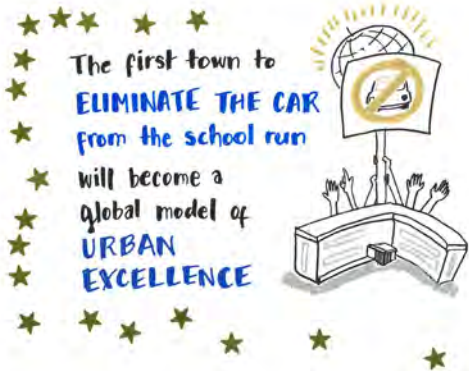 The first town to
ELIMINATE THE CAR
from the school run
will become a
global model of
URBAN
EXCELLENCE